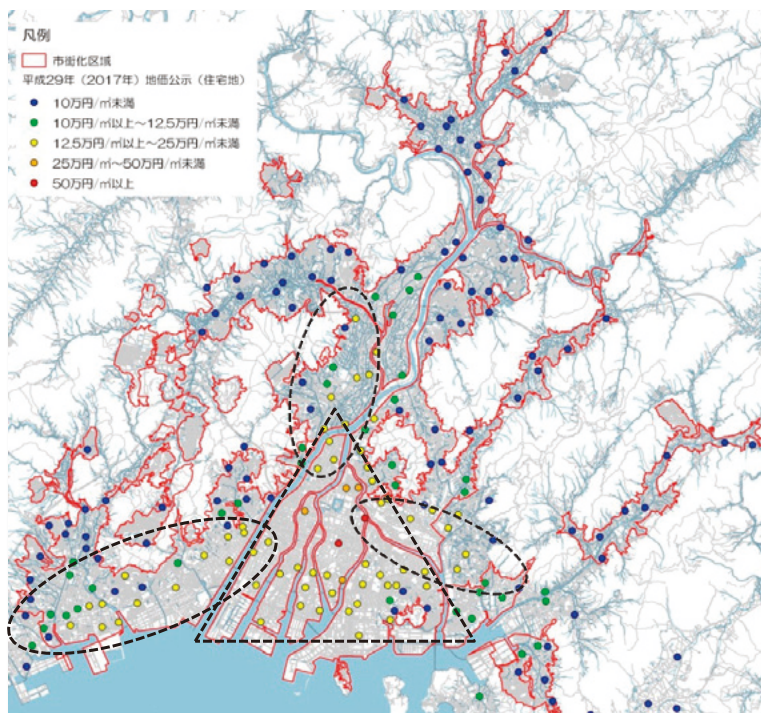 凡例
市街化区域
平成29年（2017年）地価公示（住宅地）
10万円/㎡未満
10万円/㎡以上～12.5万円/㎡未満
12.5万円/㎡以上～25万円/㎡未満
25万円/㎡～50万円/㎡未満
50万円/㎡以上